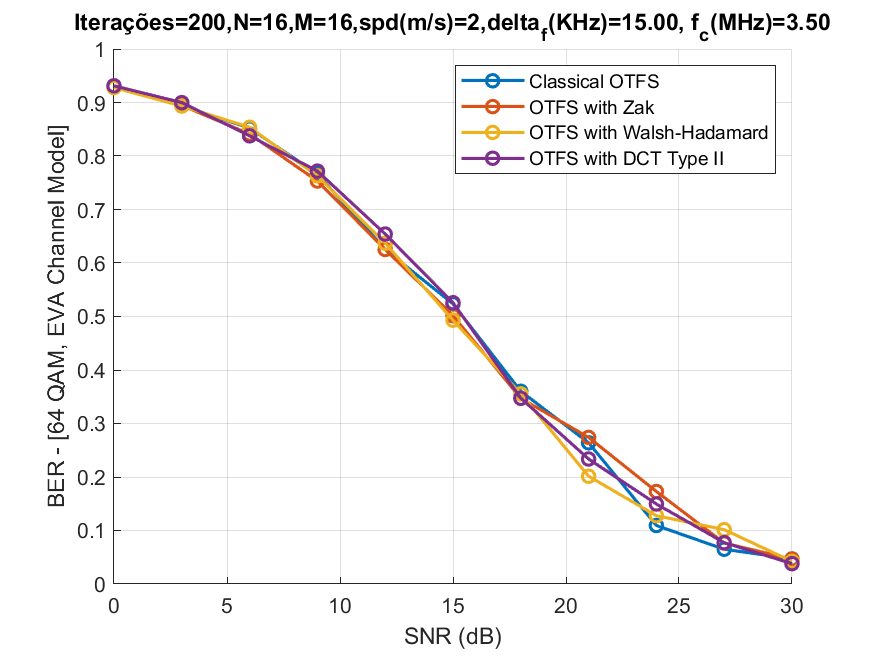 Iterações=200,N=16,M=16,spd(m/s)=2,delta_f(KHz)=15.00, f_c(MHz)=3.50
1
0.9
0.8
0.7
0.6
0.5
0.4
0.3
0.2
0.1
0
BER - [64 QAM, EVA Channel Model]
Classical OTFS
OTFS with Zak
OTFS with Walsh-Hadamard
OTFS with DCT Type II
0 5 10 15 20 25 30
SNR (dB)